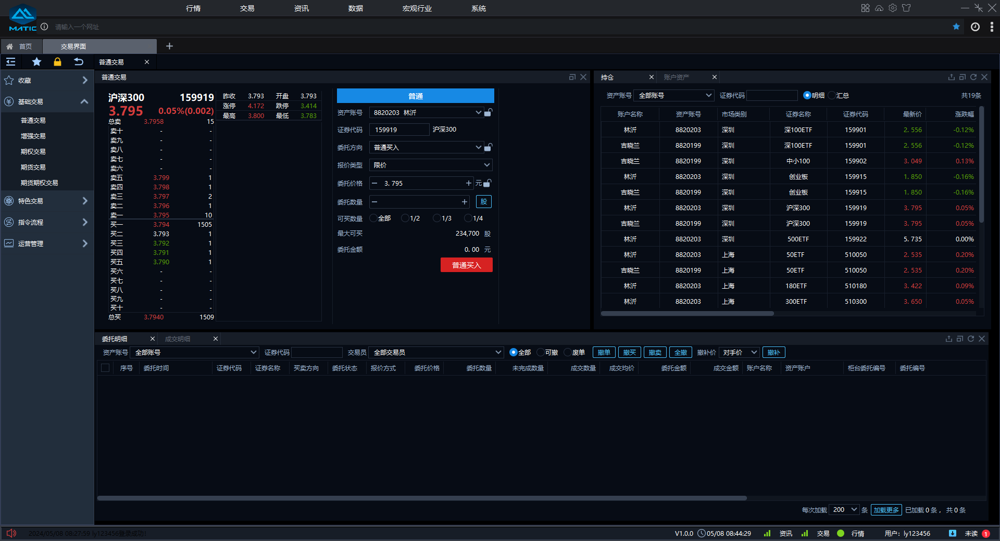 行情 交易 资讯 数据 宏观行业 系统
MATIC 请输入一个网址
首页 交易界面
普通交易
收藏
基础交易
普通交易
增强交易
期权交易
期货交易
期货期权交易
特色交易
指令流程
运营管理
普通交易
沪深300 159919
3.795 0.05%(0.002)
昨收 3.793 开盘 3.793
涨停 4.172 跌停 3.414
最高 3.800 最低 3.783
总卖 3.7958 15
卖十 - -
卖九 - -
卖八 - -
卖七 - -
卖六 - -
卖五 3.799 1
卖四 3.798 1
卖三 3.797 2
卖二 3.796 1
卖一 3.795 10
买一 3.794 1505
买二 3.793 1
买三 3.792 1
买四 3.791 1
买五 3.790 1
买六 - -
买七 - -
买八 - -
买九 - -
买十 - -
总买 3.7940 1509
普通
资产账号 8820203 林沂
证券代码 159919 沪深300
委托方向 普通买入
报价类型 限价
委托价格 3.795 元
委托数量 股
可买数量 全部 1/2 1/3 1/4
最大可买 234,700 股
委托金额 0.00 元
普通买入
持仓 账户资产
资产账号 全部账号 证券代码 明细 汇总 共19条
账户名称 资产账号 市场类别 证券名称 证券代码 最新价 涨跌幅
林沂 8820203 深圳 深100ETF 159901 2.556 -0.12%
吉晓兰 8820199 深圳 深100ETF 159901 2.556 -0.12%
吉晓兰 8820199 深圳 中小100 159902 3.049 0.13%
林沂 8820203 深圳 创业板 159915 1.850 -0.16%
吉晓兰 8820199 深圳 创业板 159915 1.850 -0.16%
林沂 8820203 深圳 沪深300 159919 3.795 0.05%
吉晓兰 8820199 深圳 沪深300 159919 3.795 0.05%
林沂 8820203 深圳 500ETF 159922 5.735 0.00%
林沂 8820203 上海 50ETF 510050 2.535 0.20%
吉晓兰 8820199 上海 50ETF 510050 2.535 0.20%
林沂 8820203 上海 180ETF 510180 3.422 0.09%
林沂 8820203 上海 300ETF 510300 3.650 0.05%
委托明细 成交明细
资产账号 全部账号 证券代码 交易员 全部交易员 全部 可撤 废单 撤单 撤买 撤卖 全撤 撤补价 对手价 撤补
序号 委托时间 证券代码 证券名称 买卖方向 委托状态 报价方式 委托价格 委托数量 未完成数量 成交数量 成交均价 委托金额 成交金额 账户名称 资产账户 柜台委托编号 委托编号
每次加载 200 条 加载更多 已加载 0 条， 共 0 条
2024/05/08 08:27:59 ly123456登录成功！ V1.0.0 05/08 08:44:29 资讯 交易 行情 用户：ly123456 未读 1